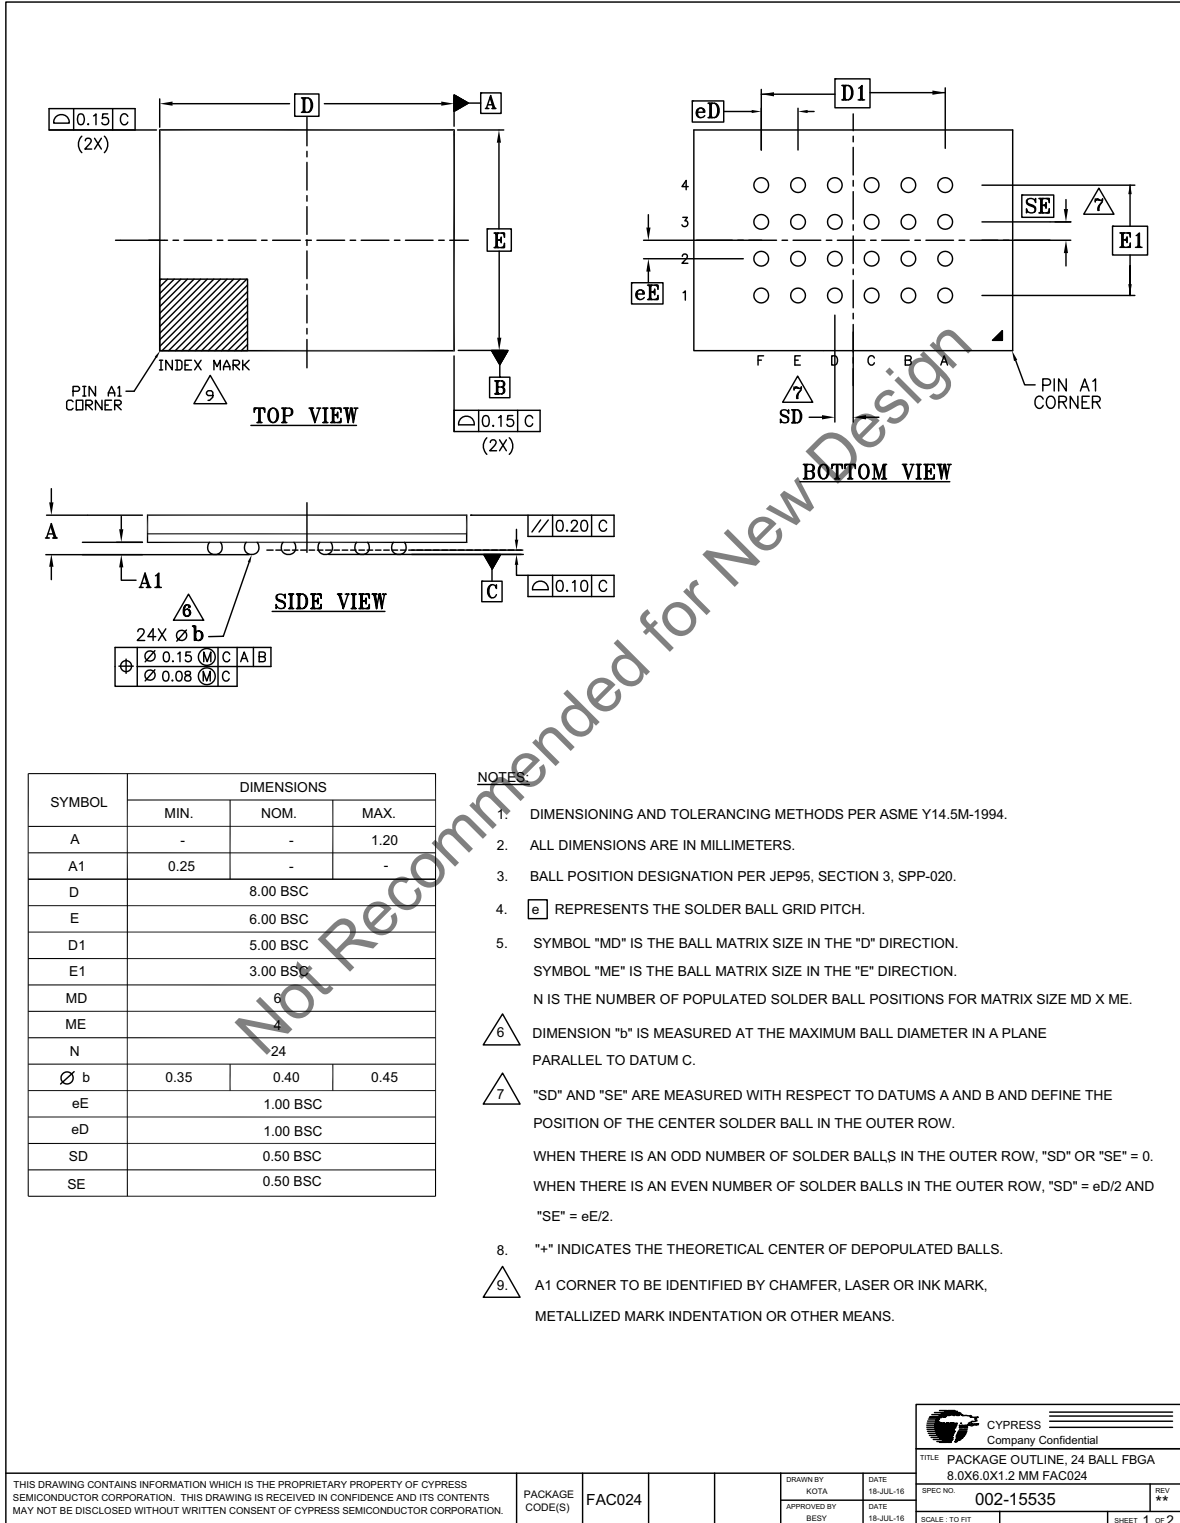 D
A
⌓ 0.15 C
(2X)
E
INDEX MARK
PIN A1
CORNER
9
B
TOP VIEW
⌓ 0.15 C
(2X)
D1
eD
4
3
2
1
SE
7
E1
eE
F E D C B A
7
SD
PIN A1
CORNER
BOTTOM VIEW
A
A1
// 0.20 C
C
⌓ 0.10 C
SIDE VIEW
6
24X ⌀ b
⌖ ⌀ 0.15 Ⓜ C A B
⌀ 0.08 Ⓜ C
Not Recommended for New Design
SYMBOL DIMENSIONS
MIN. NOM. MAX.
A - - 1.20
A1 0.25 - -
D 8.00 BSC
E 6.00 BSC
D1 5.00 BSC
E1 3.00 BSC
MD 6
ME 4
N 24
⌀ b 0.35 0.40 0.45
eE 1.00 BSC
eD 1.00 BSC
SD 0.50 BSC
SE 0.50 BSC
NOTES:
1. DIMENSIONING AND TOLERANCING METHODS PER ASME Y14.5M-1994.
2. ALL DIMENSIONS ARE IN MILLIMETERS.
3. BALL POSITION DESIGNATION PER JEP95, SECTION 3, SPP-020.
4. e REPRESENTS THE SOLDER BALL GRID PITCH.
5. SYMBOL "MD" IS THE BALL MATRIX SIZE IN THE "D" DIRECTION.
SYMBOL "ME" IS THE BALL MATRIX SIZE IN THE "E" DIRECTION.
N IS THE NUMBER OF POPULATED SOLDER BALL POSITIONS FOR MATRIX SIZE MD X ME.
6 DIMENSION "b" IS MEASURED AT THE MAXIMUM BALL DIAMETER IN A PLANE
PARALLEL TO DATUM C.
7 "SD" AND "SE" ARE MEASURED WITH RESPECT TO DATUMS A AND B AND DEFINE THE
POSITION OF THE CENTER SOLDER BALL IN THE OUTER ROW.
WHEN THERE IS AN ODD NUMBER OF SOLDER BALLS IN THE OUTER ROW, "SD" OR "SE" = 0.
WHEN THERE IS AN EVEN NUMBER OF SOLDER BALLS IN THE OUTER ROW, "SD" = eD/2 AND
"SE" = eE/2.
8. "+" INDICATES THE THEORETICAL CENTER OF DEPOPULATED BALLS.
9. A1 CORNER TO BE IDENTIFIED BY CHAMFER, LASER OR INK MARK,
METALLIZED MARK INDENTATION OR OTHER MEANS.
CYPRESS
Company Confidential
TITLE PACKAGE OUTLINE, 24 BALL FBGA
8.0X6.0X1.2 MM FAC024
THIS DRAWING CONTAINS INFORMATION WHICH IS THE PROPRIETARY PROPERTY OF CYPRESS
SEMICONDUCTOR CORPORATION. THIS DRAWING IS RECEIVED IN CONFIDENCE AND ITS CONTENTS
MAY NOT BE DISCLOSED WITHOUT WRITTEN CONSENT OF CYPRESS SEMICONDUCTOR CORPORATION.
PACKAGE
CODE(S)
FAC024
DRAWN BY
KOTA
DATE
18-JUL-16
APPROVED BY
BESY
DATE
18-JUL-16
SPEC NO. 002-15535
REV
**
SCALE : TO FIT
SHEET 1 OF 2